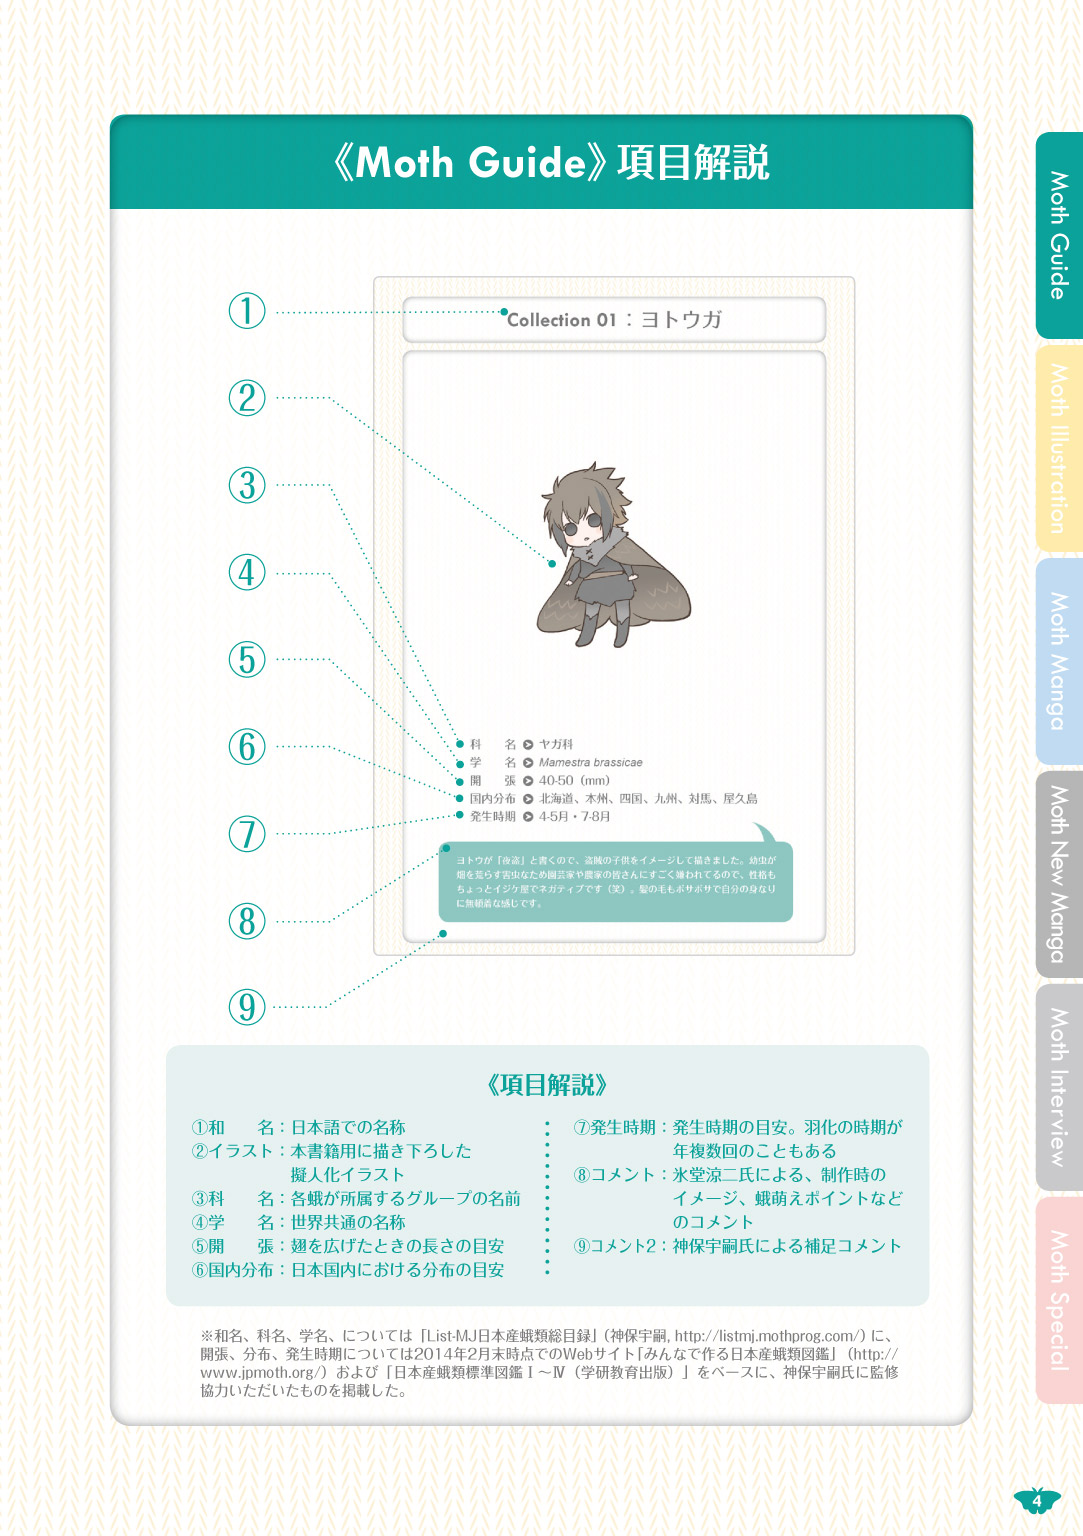 《Moth Guide》項目解説
①
②
③
④
⑤
⑥
⑦
⑧
⑨
Collection 01：ヨトウガ
科　　名 ヤガ科
学　　名 Mamestra brassicae
開　　張 40-50（mm）
国内分布 北海道、本州、四国、九州、対馬、屋久島
発生時期 4-5月・7-8月
ヨトウが「夜盗」と書くので、盗賊の子供をイメージして描きました。幼虫が
畑を荒らす害虫なため園芸家や農家の皆さんにすごく嫌われてるので、性格も
ちょっとイジケ屋でネガティブです（笑）。髪の毛もボサボサで自分の身なり
に無頓着な感じです。
《項目解説》
①和　　名：日本語での名称
②イラスト：本書籍用に描き下ろした
擬人化イラスト
③科　　名：各蛾が所属するグループの名前
④学　　名：世界共通の名称
⑤開　　張：翅を広げたときの長さの目安
⑥国内分布：日本国内における分布の目安
⑦発生時期：発生時期の目安。羽化の時期が
年複数回のこともある
⑧コメント：氷堂涼二氏による、制作時の
イメージ、蛾萌えポイントなど
のコメント
⑨コメント2：神保宇嗣氏による補足コメント
※和名、科名、学名、については「List-MJ日本産蛾類総目録」（神保宇嗣, http://listmj.mothprog.com/）に、
開張、分布、発生時期については2014年2月末時点でのWebサイト「みんなで作る日本産蛾類図鑑」（http://
www.jpmoth.org/）および「日本産蛾類標準図鑑Ⅰ～Ⅳ（学研教育出版）」をベースに、神保宇嗣氏に監修
協力いただいたものを掲載した。
Moth Guide
Moth Illustration
Moth Manga
Moth New Manga
Moth Interview
Moth Special
4